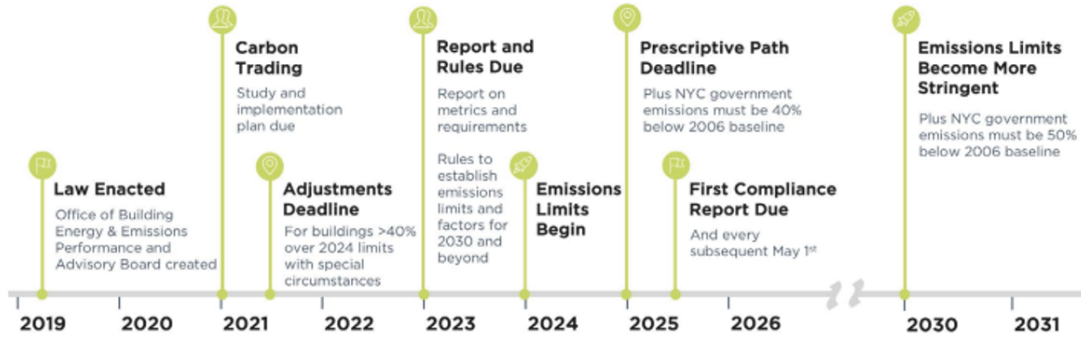 Carbon
Trading
Study and
implementation
plan due
Report and
Rules Due
Report on
metrics and
requirements
Rules to
establish
emissions
limits and
factors for
2030 and
beyond
Prescriptive Path
Deadline
Plus NYC government
emissions must be 40%
below 2006 baseline
Emissions Limits
Become More
Stringent
Plus NYC government
emissions must be 50%
below 2006 baseline
Law Enacted
Office of Building
Energy & Emissions
Performance and
Advisory Board created
Adjustments
Deadline
For buildings >40%
over 2024 limits
with special
circumstances
Emissions
Limits
Begin
First Compliance
Report Due
And every
subsequent May 1st
2019 2020 2021 2022 2023 2024 2025 2026 2030 2031